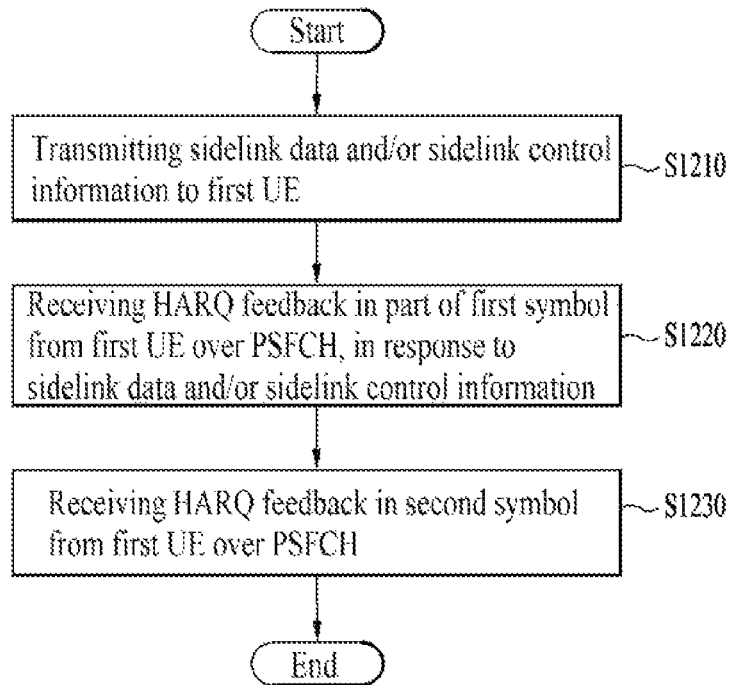 Start
Transmitting sidelink data and/or sidelink control
information to first UE
S1210
Receiving HARQ feedback in part of first symbol
from first UE over PSFCH, in response to
sidelink data and/or sidelink control information
S1220
Receiving HARQ feedback in second symbol
from first UE over PSFCH
S1230
End